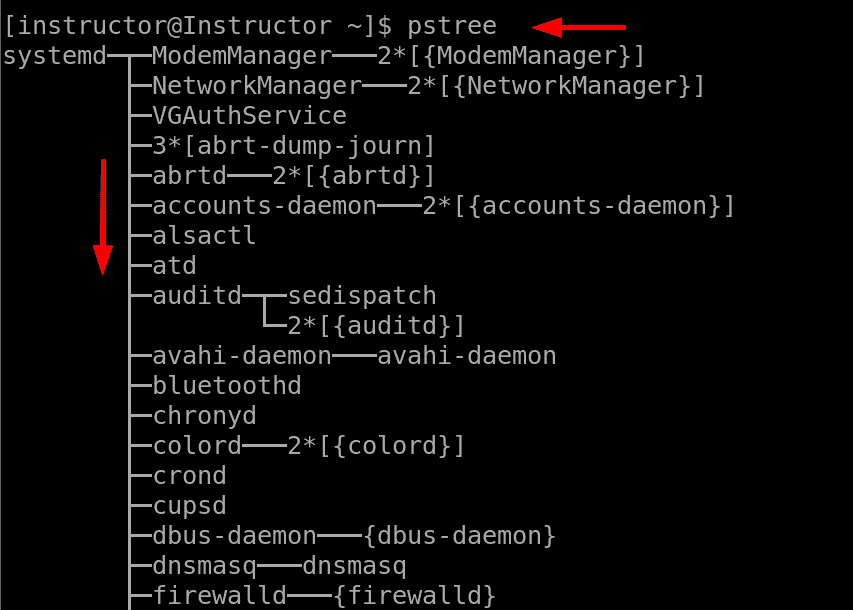 [instructor@Instructor ~]$ pstree
systemd─┬─ModemManager───2*[{ModemManager}]
        ├─NetworkManager───2*[{NetworkManager}]
        ├─VGAuthService
        ├─3*[abrt-dump-journ]
        ├─abrtd───2*[{abrtd}]
        ├─accounts-daemon───2*[{accounts-daemon}]
        ├─alsactl
        ├─atd
        ├─auditd─┬─sedispatch
        │        └─2*[{auditd}]
        ├─avahi-daemon───avahi-daemon
        ├─bluetoothd
        ├─chronyd
        ├─colord───2*[{colord}]
        ├─crond
        ├─cupsd
        ├─dbus-daemon───{dbus-daemon}
        ├─dnsmasq───dnsmasq
        ├─firewalld───{firewalld}